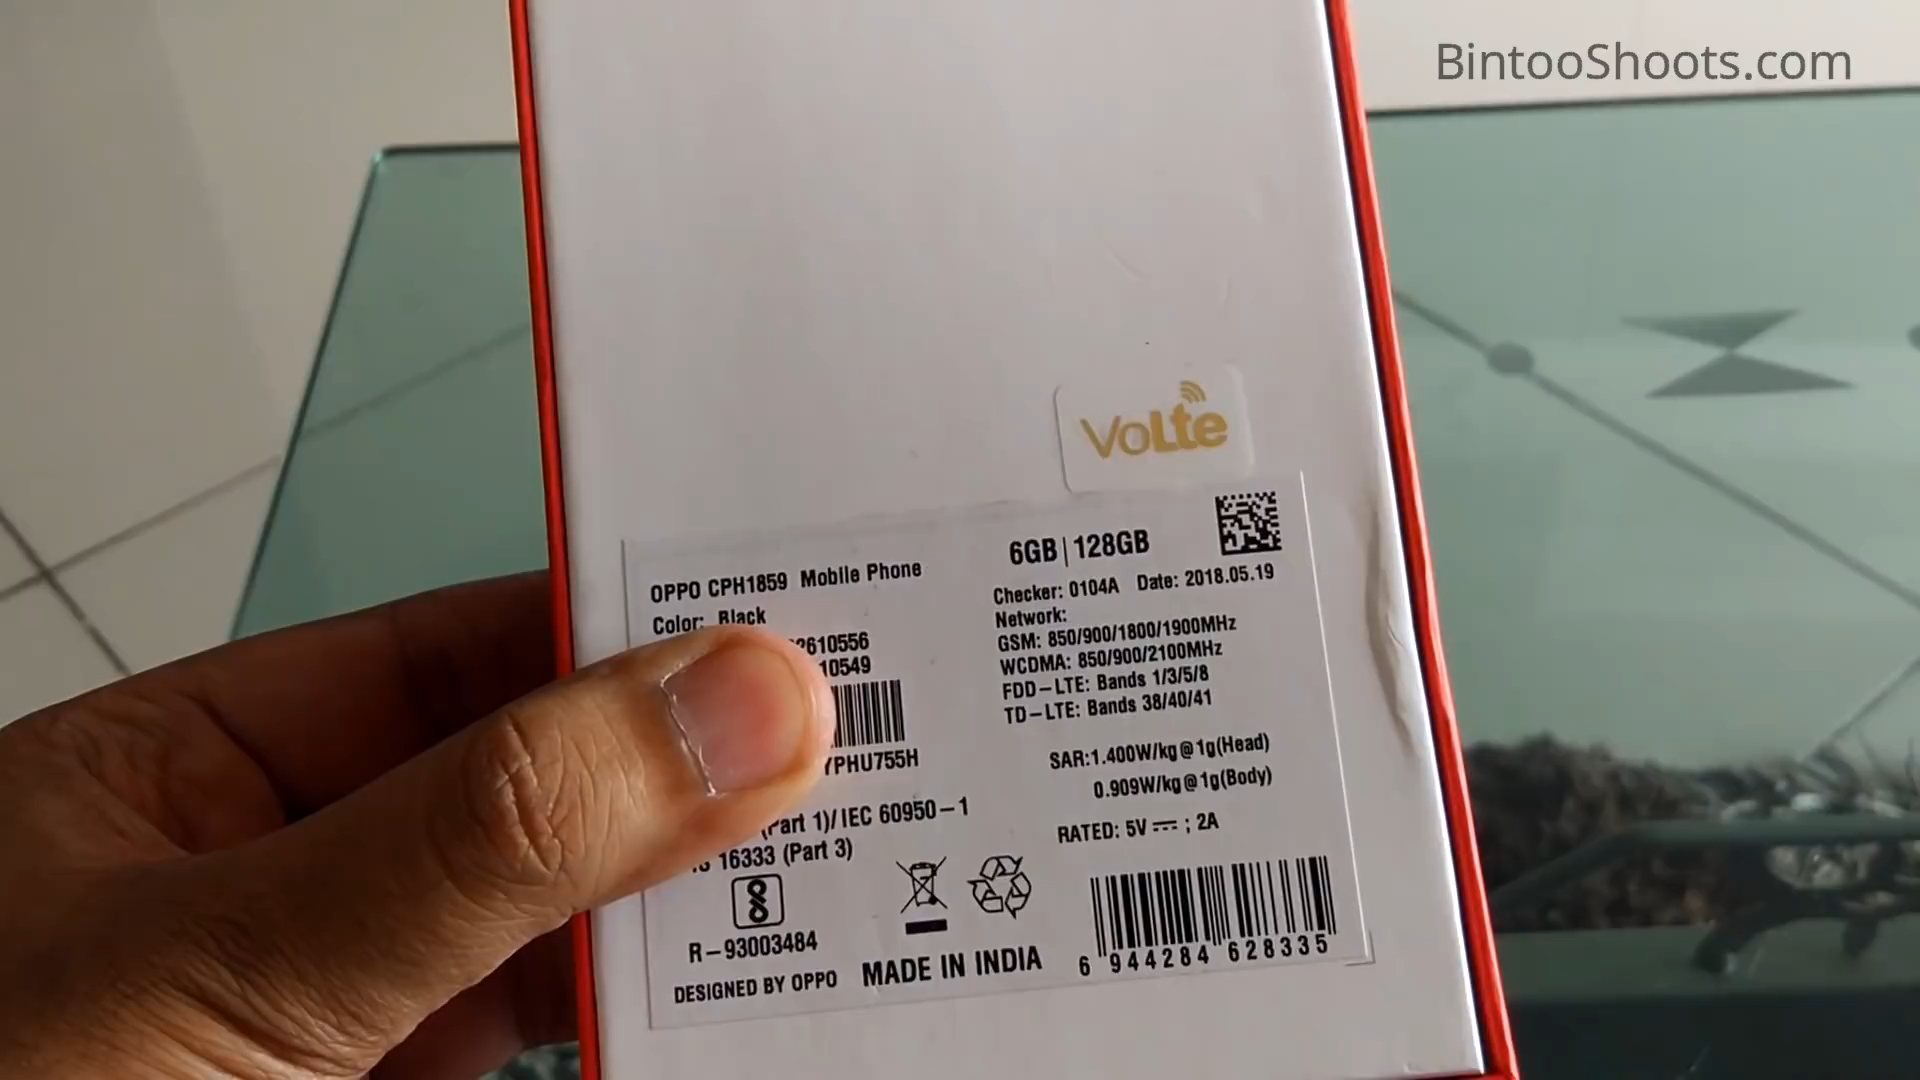 BintooShoots.com
VoLte
6GB|128GB
OPPO CPH1859 Mobile Phone
Color: Black
2610556
10549
YPHU755H
(Part 1)/IEC 60950-1
16333 (Part 3)
R-93003484
DESIGNED BY OPPO
MADE IN INDIA
Checker: 0104A Date: 2018.05.19
Network:
GSM: 850/900/1800/1900MHz
WCDMA: 850/900/2100MHz
FDD-LTE: Bands 1/3/5/8
TD-LTE: Bands 38/40/41
SAR:1.400W/kg@1g(Head)
0.909W/kg@1g(Body)
RATED: 5V ⎓ ; 2A
6 944284 628335